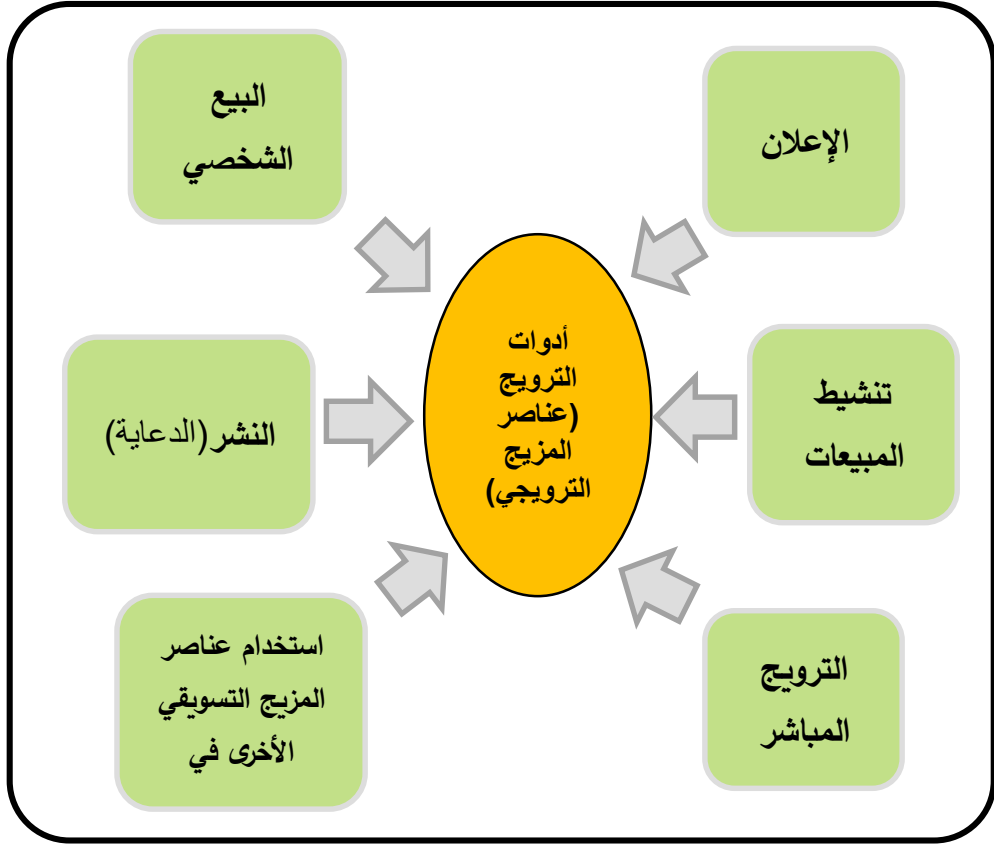 الإعلان
البيع
الشخصي
أدوات
الترويج
(عناصر
المزيج
الترويجي)
تنشيط
المبيعات
النشر(الدعاية)
الترويج
المباشر
استخدام عناصر
المزيج التسويقي
الأخرى في